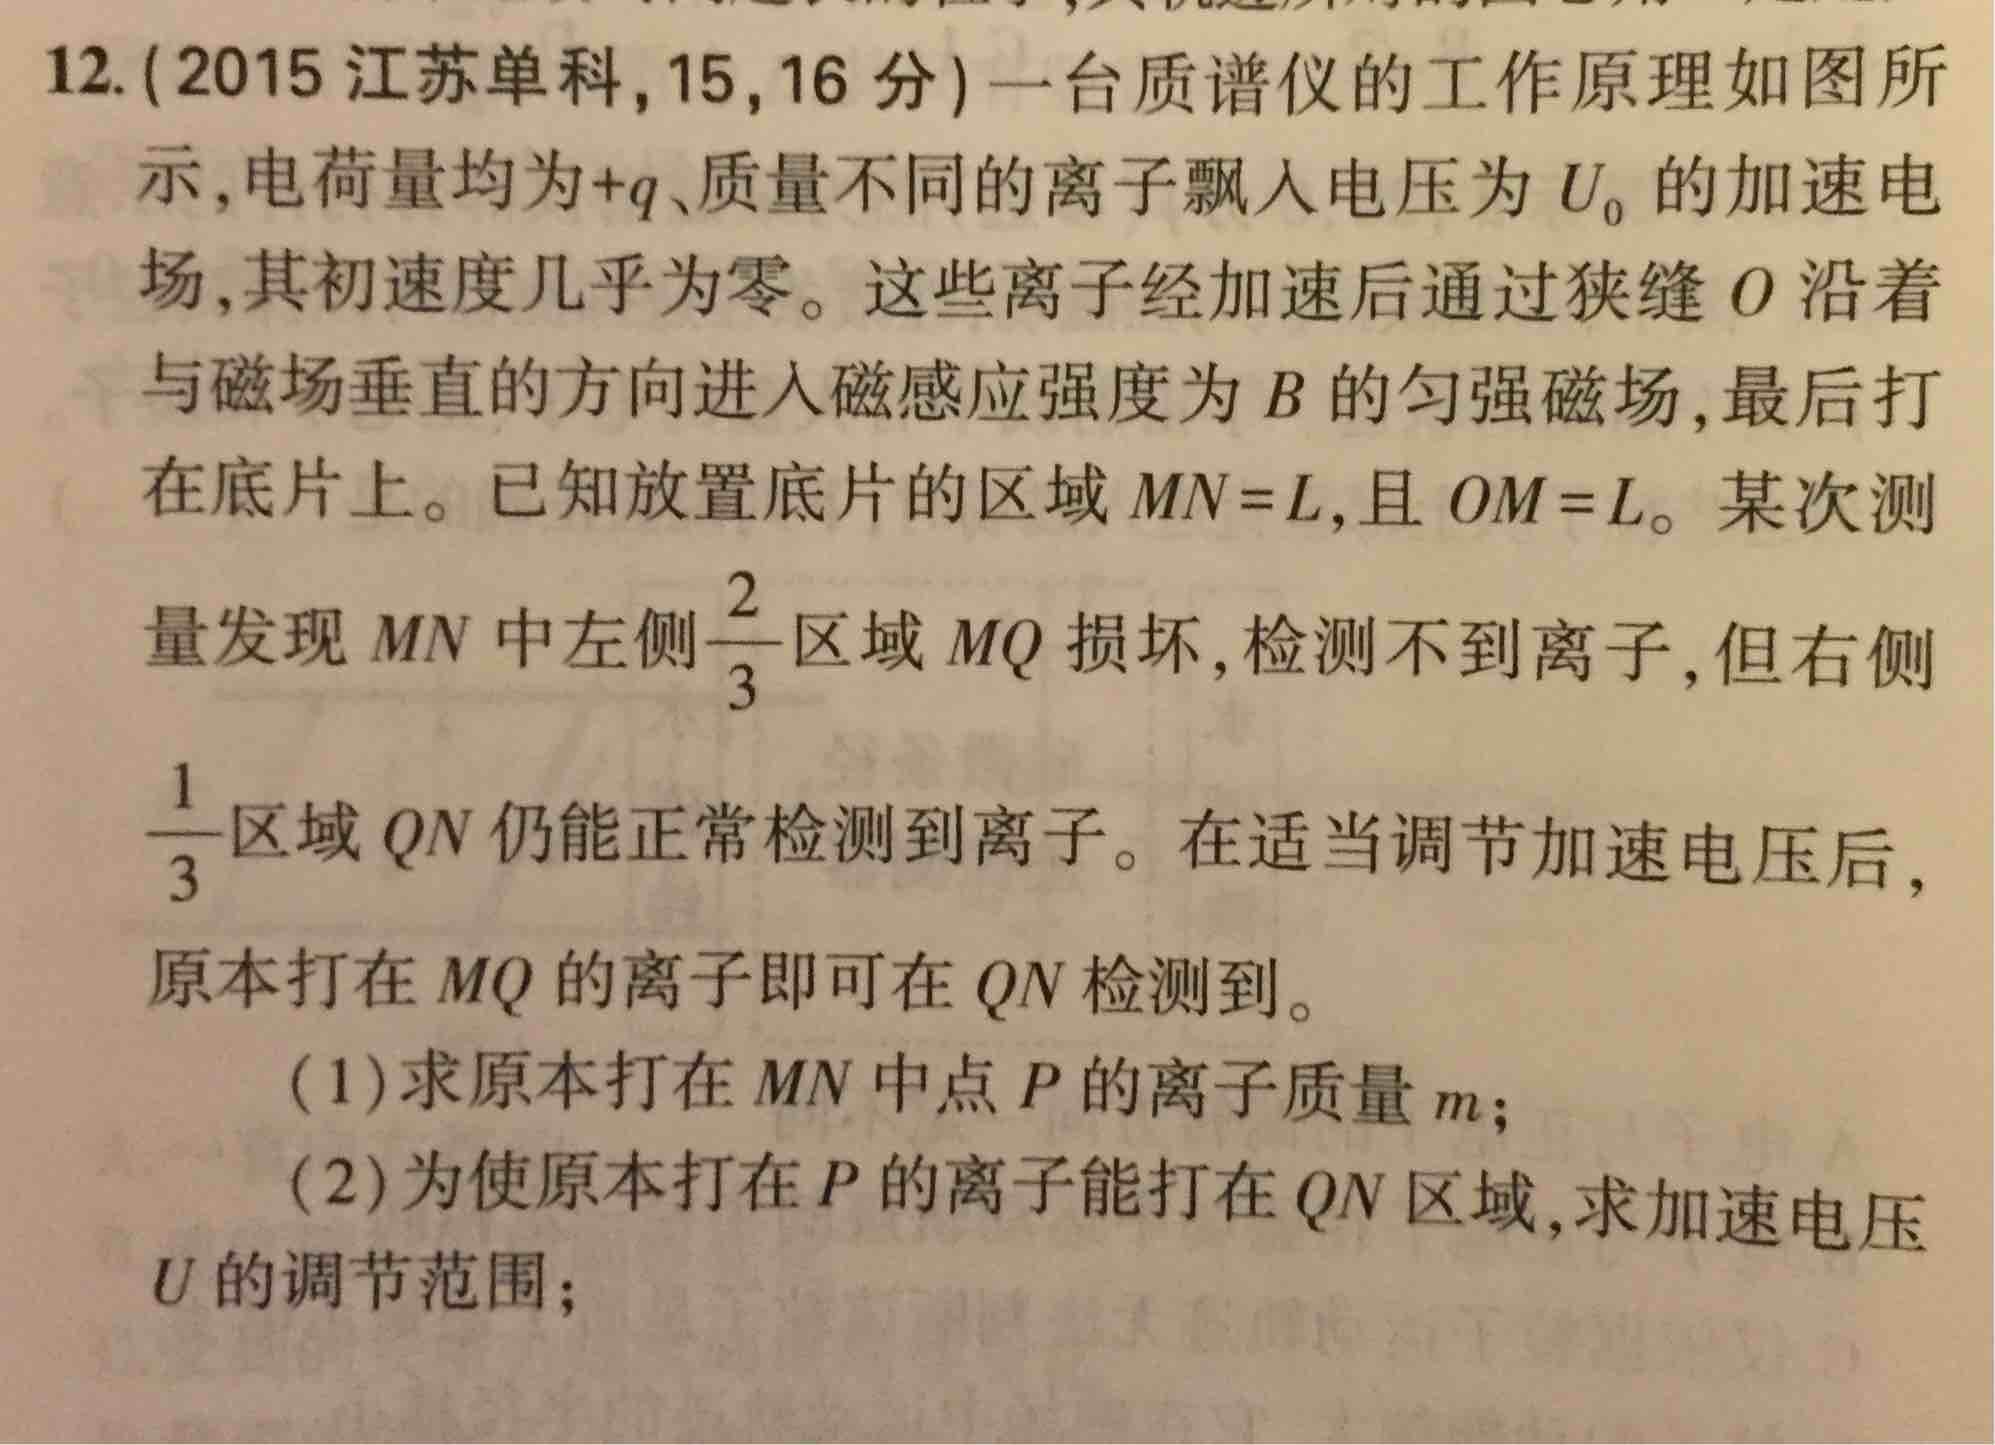 12.(2015江苏单科,15,16分)一台质谱仪的工作原理如图所
示,电荷量均为+q、质量不同的离子飘入电压为 U₀ 的加速电
场,其初速度几乎为零。这些离子经加速后通过狭缝 O 沿着
与磁场垂直的方向进入磁感应强度为 B 的匀强磁场,最后打
在底片上。已知放置底片的区域 MN=L,且 OM=L。某次测
量发现 MN 中左侧2/3区域 MQ 损坏,检测不到离子,但右侧
1/3区域 QN 仍能正常检测到离子。在适当调节加速电压后,
原本打在 MQ 的离子即可在 QN 检测到。
(1)求原本打在 MN 中点 P 的离子质量 m;
(2)为使原本打在 P 的离子能打在 QN 区域,求加速电压
U 的调节范围;